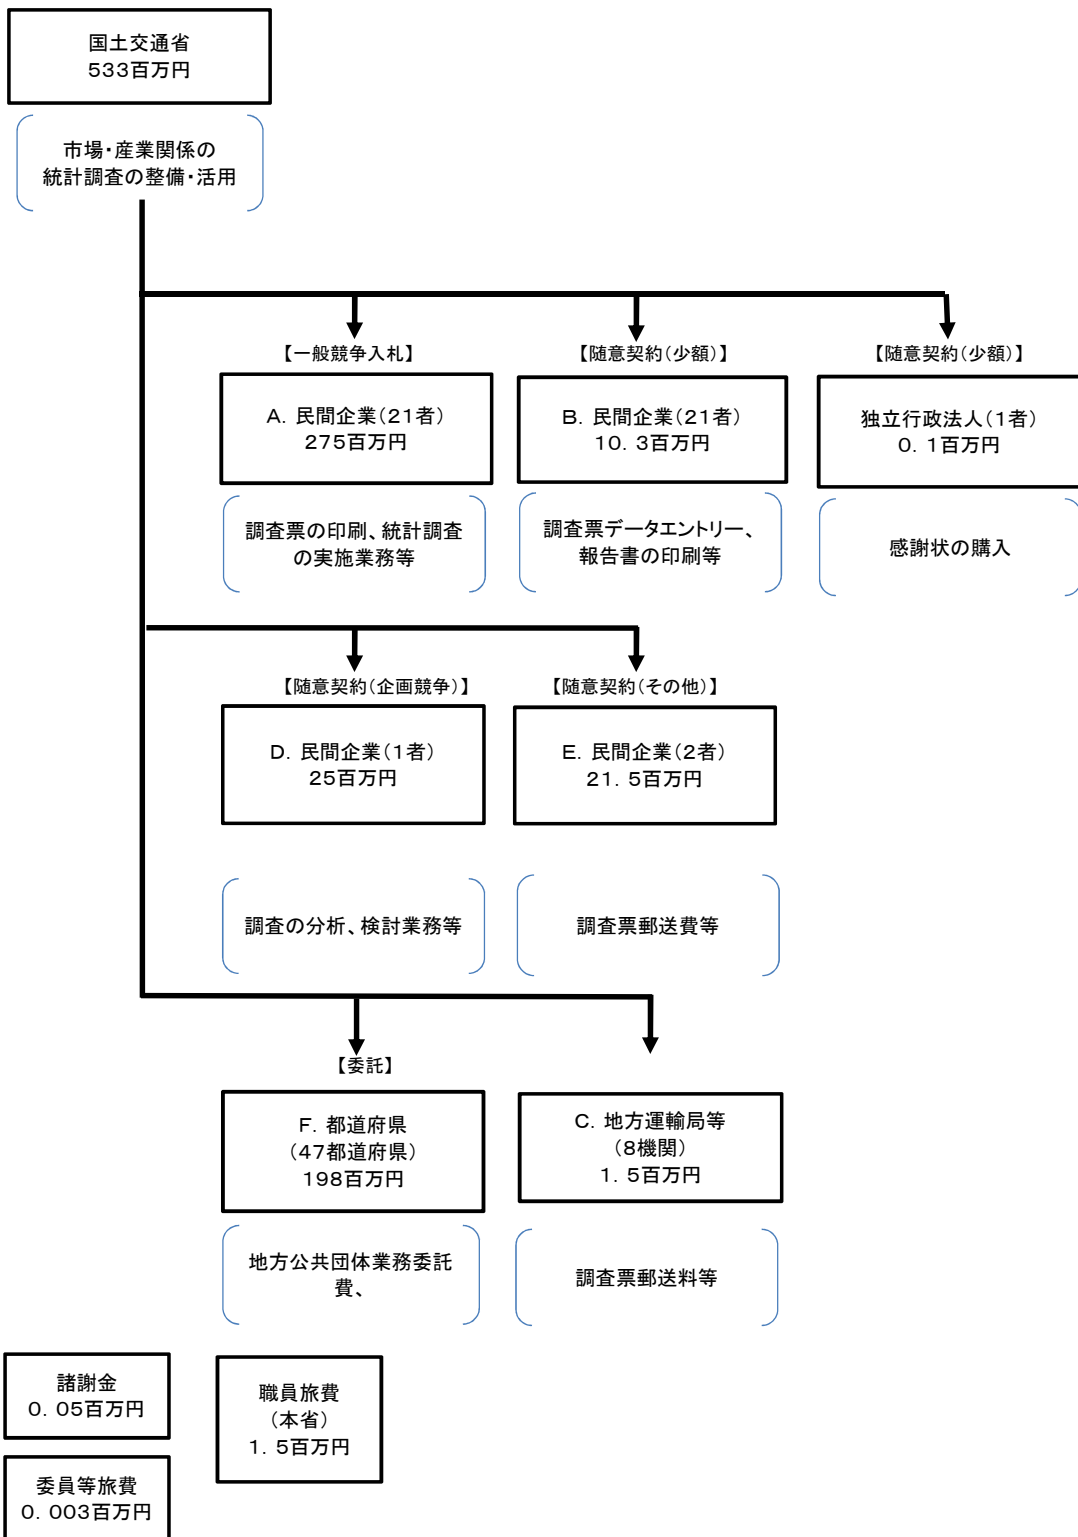 国土交通省
533百万円
市場・産業関係の
統計調査の整備・活用
【一般競争入札】
【随意契約(少額)】
【随意契約(少額)】
A. 民間企業(21者)
275百万円
B. 民間企業(21者)
10. 3百万円
独立行政法人(1者)
0. 1百万円
調査票の印刷、統計調査
の実施業務等
調査票データエントリー、
報告書の印刷等
感謝状の購入
【随意契約(企画競争)】
【随意契約(その他)】
D. 民間企業(1者)
25百万円
E. 民間企業(2者)
21. 5百万円
調査の分析、検討業務等
調査票郵送費等
【委託】
F. 都道府県
(47都道府県)
198百万円
C. 地方運輸局等
(8機関)
1. 5百万円
地方公共団体業務委託
費、
調査票郵送料等
諸謝金
0. 05百万円
職員旅費
(本省)
1. 5百万円
委員等旅費
0. 003百万円